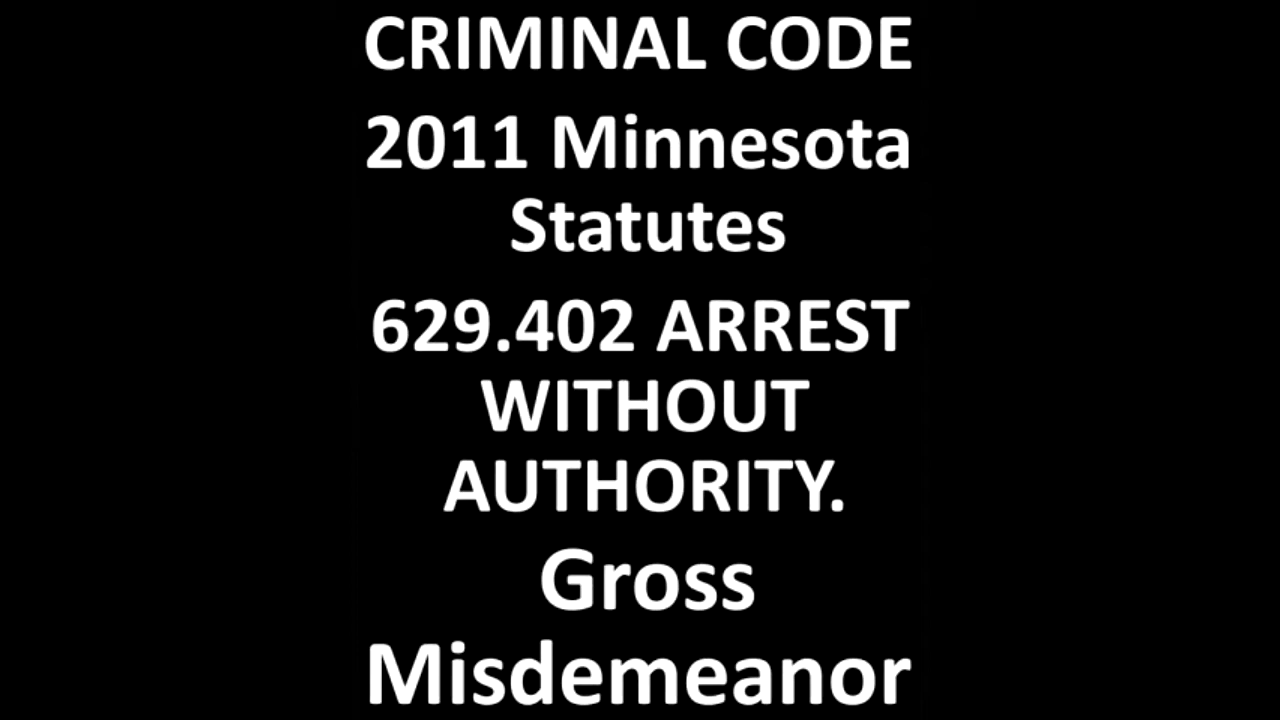 CRIMINAL CODE
2011 Minnesota
Statutes
629.402 ARREST
WITHOUT
AUTHORITY.
Gross
Misdemeanor